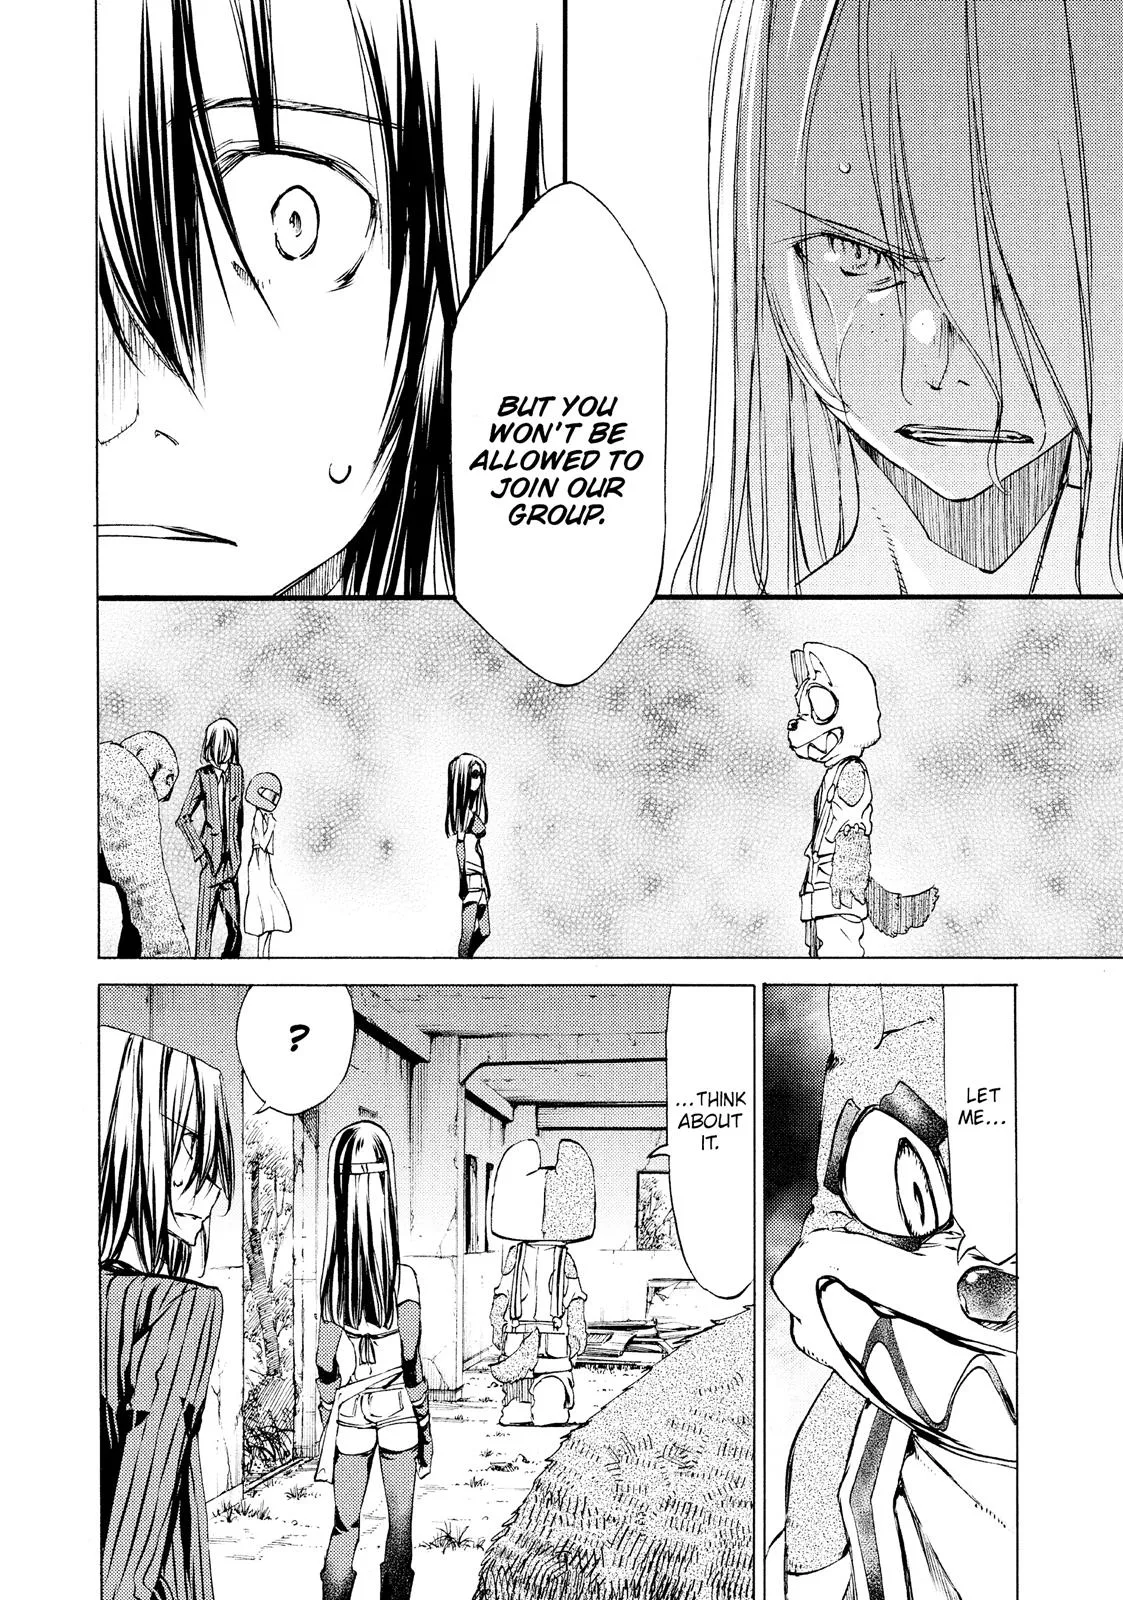 BUT YOU
WON'T BE
ALLOWED TO
JOIN OUR
GROUP.
LET
ME...
...THINK
ABOUT
IT.
?